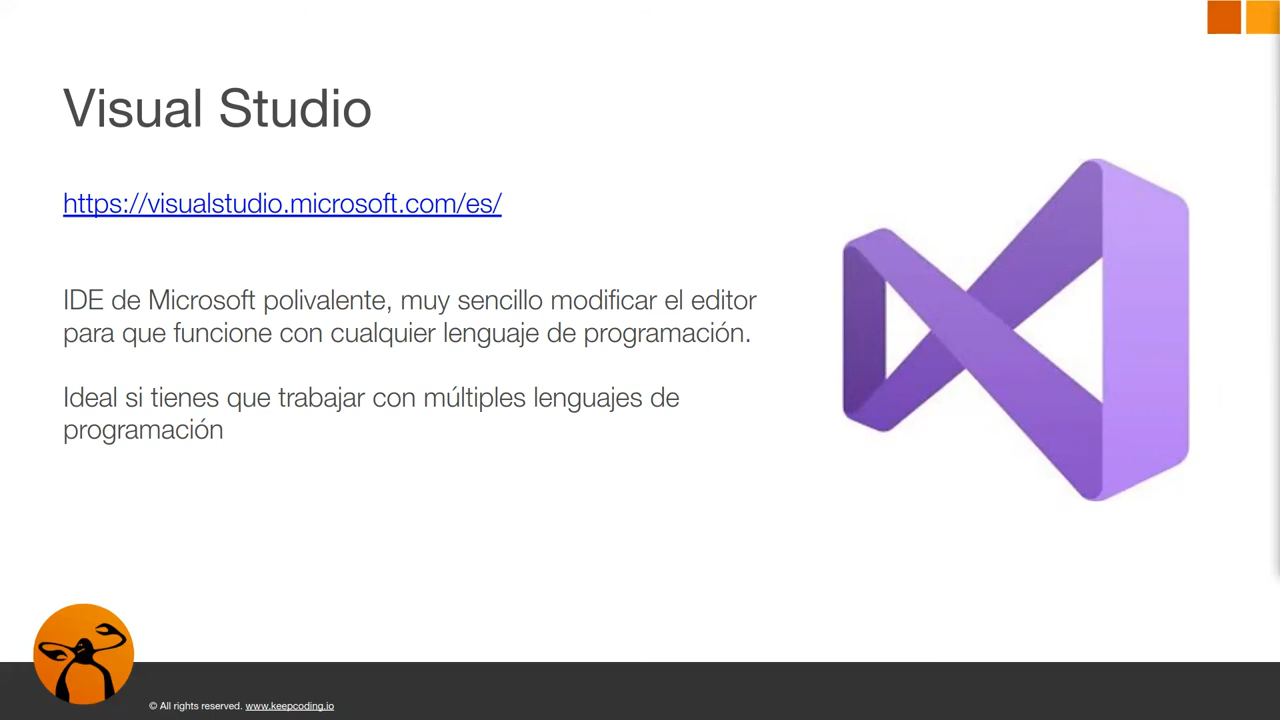 Visual Studio
https://visualstudio.microsoft.com/es/
IDE de Microsoft polivalente, muy sencillo modificar el editor
para que funcione con cualquier lenguaje de programación.
Ideal si tienes que trabajar con múltiples lenguajes de
programación
© All rights reserved. www.keepcoding.io